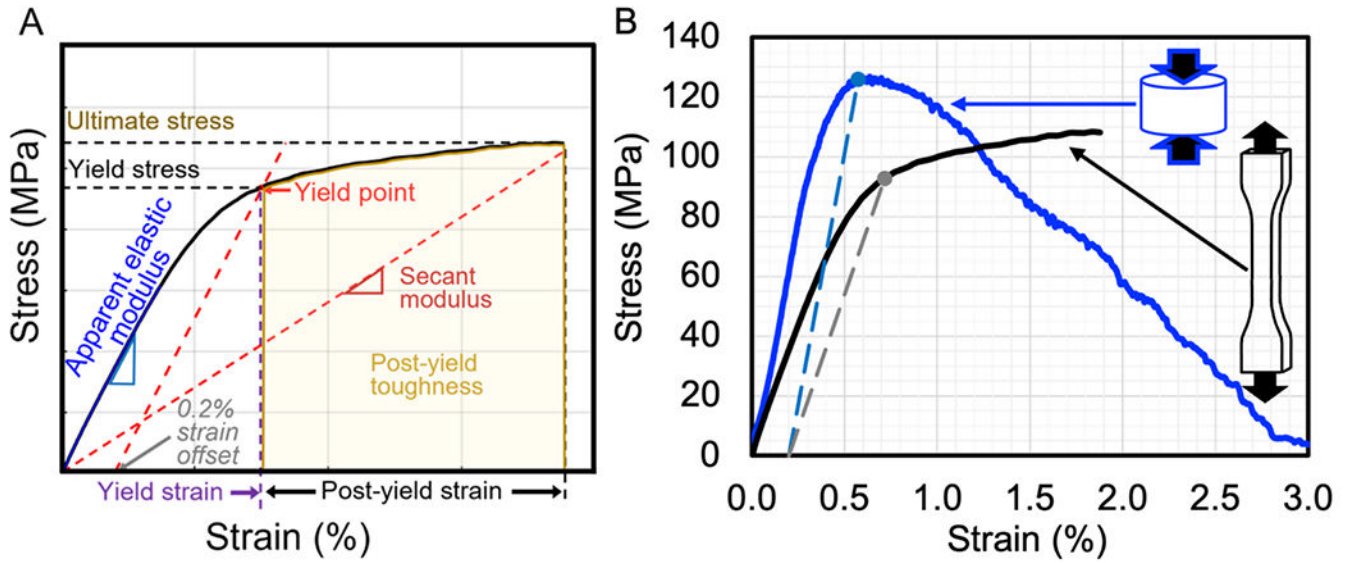 A
Stress (MPa)
Ultimate stress
Yield stress
Yield point
Apparent elastic
modulus
Secant
modulus
Post-yield
toughness
0.2%
strain
offset
Yield strain
Post-yield strain
Strain (%)
B
Stress (MPa)
140
120
100
80
60
40
20
0
0.0 0.5 1.0 1.5 2.0 2.5 3.0
Strain (%)